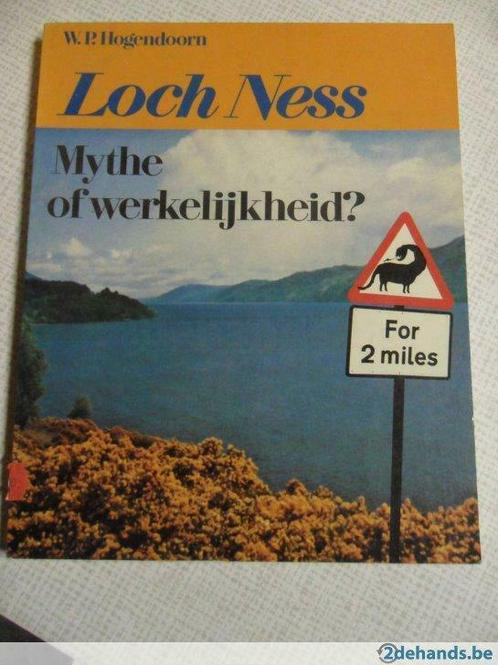 W.P. Hogendoorn
Loch Ness
Mythe
of werkelijkheid?
For
2 miles
2dehands.be